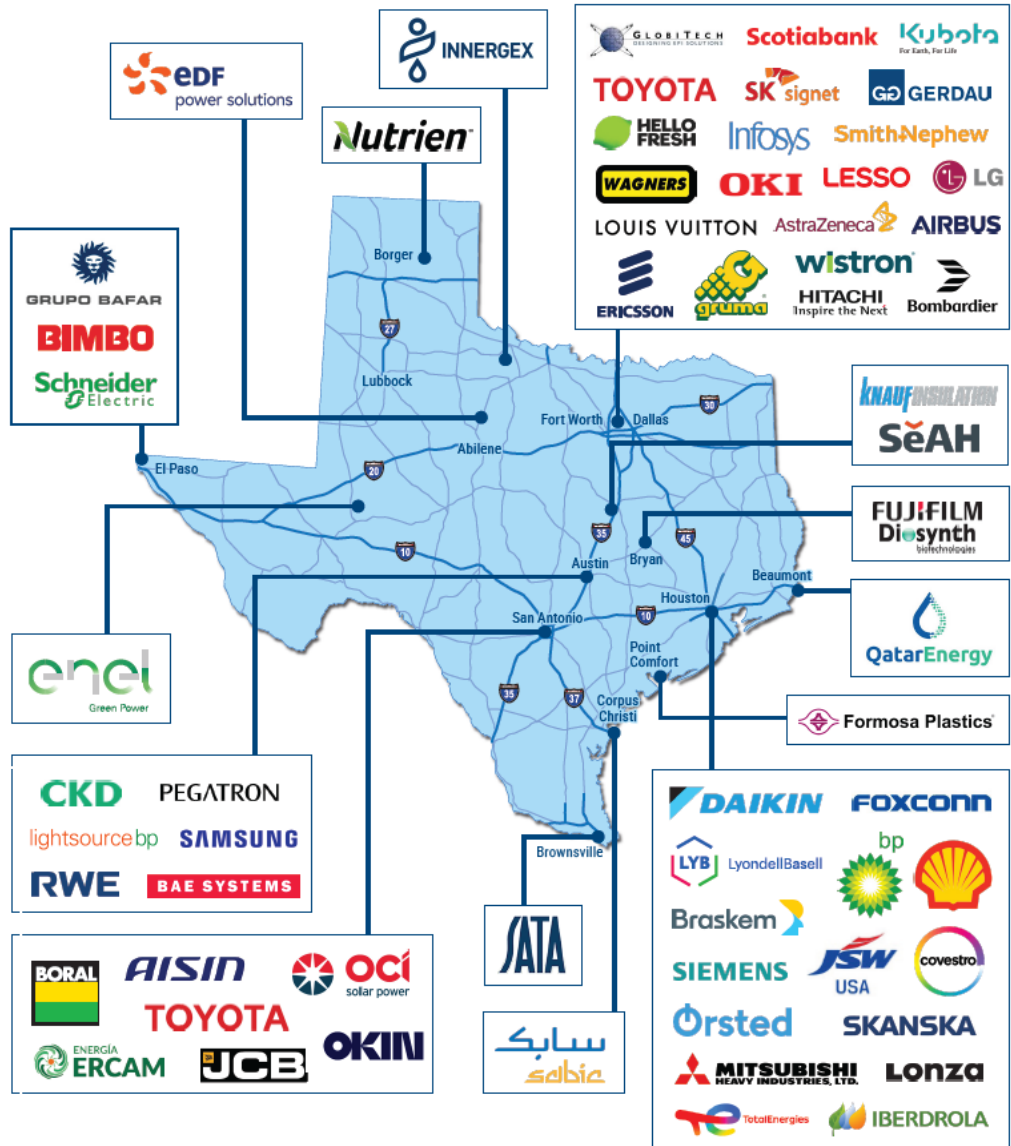 INNERGEX
eDF
power solutions
Nutrien
GLOBITECH
DESIGNING EPI SOLUTIONS
Scotiabank
Kubota
For Earth, For Life
TOYOTA
SK signet
GG GERDAU
HELLO
FRESH
Infosys
Smith+Nephew
WAGNERS
OKI
LESSO
LG
LOUIS VUITTON
AstraZeneca
AIRBUS
ERICSSON
G
gruma
wistron
HITACHI
Inspire the Next
Bombardier
GRUPO BAFAR
BIMBO
Schneider
Electric
Borger
27
Lubbock
Fort Worth
Dallas
30
Abilene
El Paso
20
10
35
45
Austin
Bryan
Beaumont
Houston
10
San Antonio
Point
Comfort
35
37
Corpus
Christi
Brownsville
KNAUFINSULATION
SeAH
FUJIFILM
Diosynth
biotechnologies
QatarEnergy
Formosa Plastics
enel
Green Power
CKD
PEGATRON
lightsource bp
SAMSUNG
RWE
BAE SYSTEMS
BORAL
AISIN
OCI
solar power
TOYOTA
ENERGÍA
ERCAM
JCB
OKIN
SATA
سابك
sabic
DAIKIN
FOXCONN
LYB
LyondellBasell
bp
Braskem
SIEMENS
JSW
USA
covestro
Ørsted
SKANSKA
MITSUBISHI
HEAVY INDUSTRIES, LTD.
Lonza
TotalEnergies
IBERDROLA